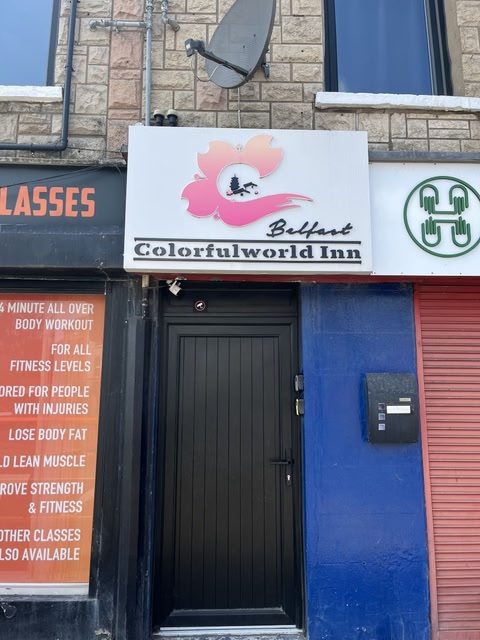 LASSES
Belfast
Colorfulworld Inn
4 MINUTE ALL OVER
BODY WORKOUT
FOR ALL
FITNESS LEVELS
ORED FOR PEOPLE
WITH INJURIES
LOSE BODY FAT
LD LEAN MUSCLE
ROVE STRENGTH
& FITNESS
OTHER CLASSES
LSO AVAILABLE